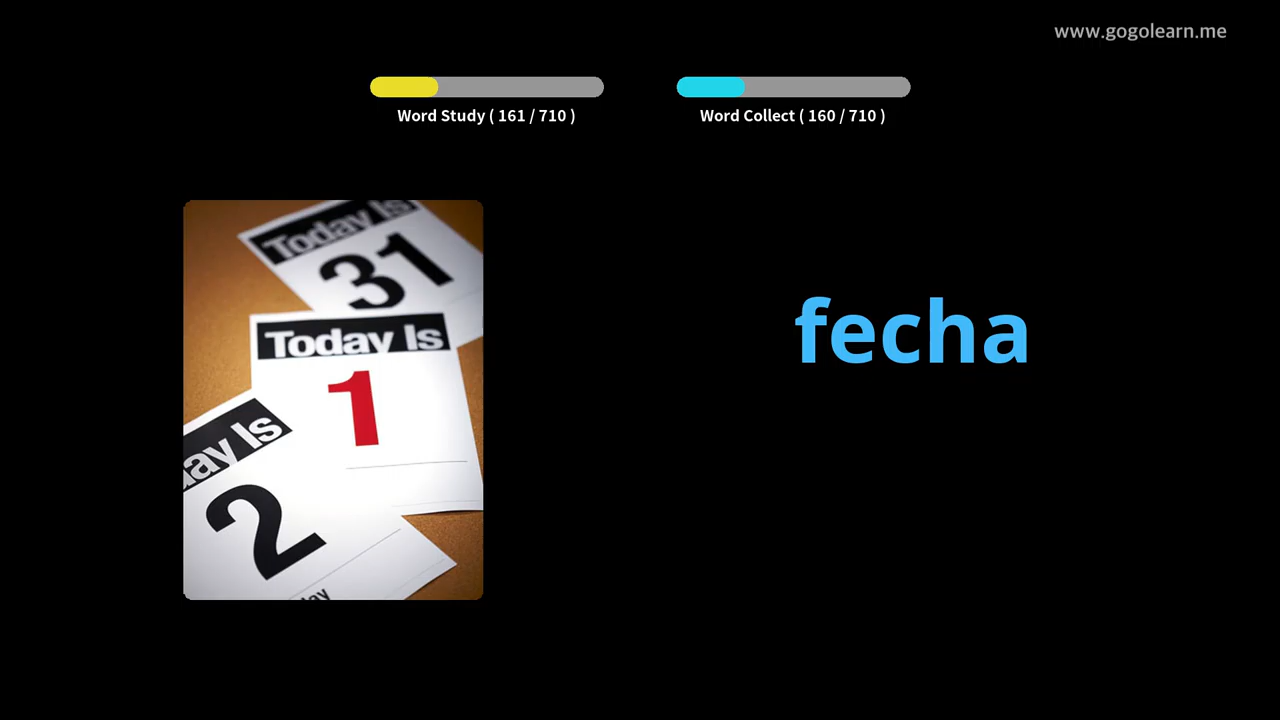 www.gogolearn.me
Word Study ( 161 / 710 )
Word Collect ( 160 / 710 )
Today Is
31
Today Is
1
ay Is
2
fecha